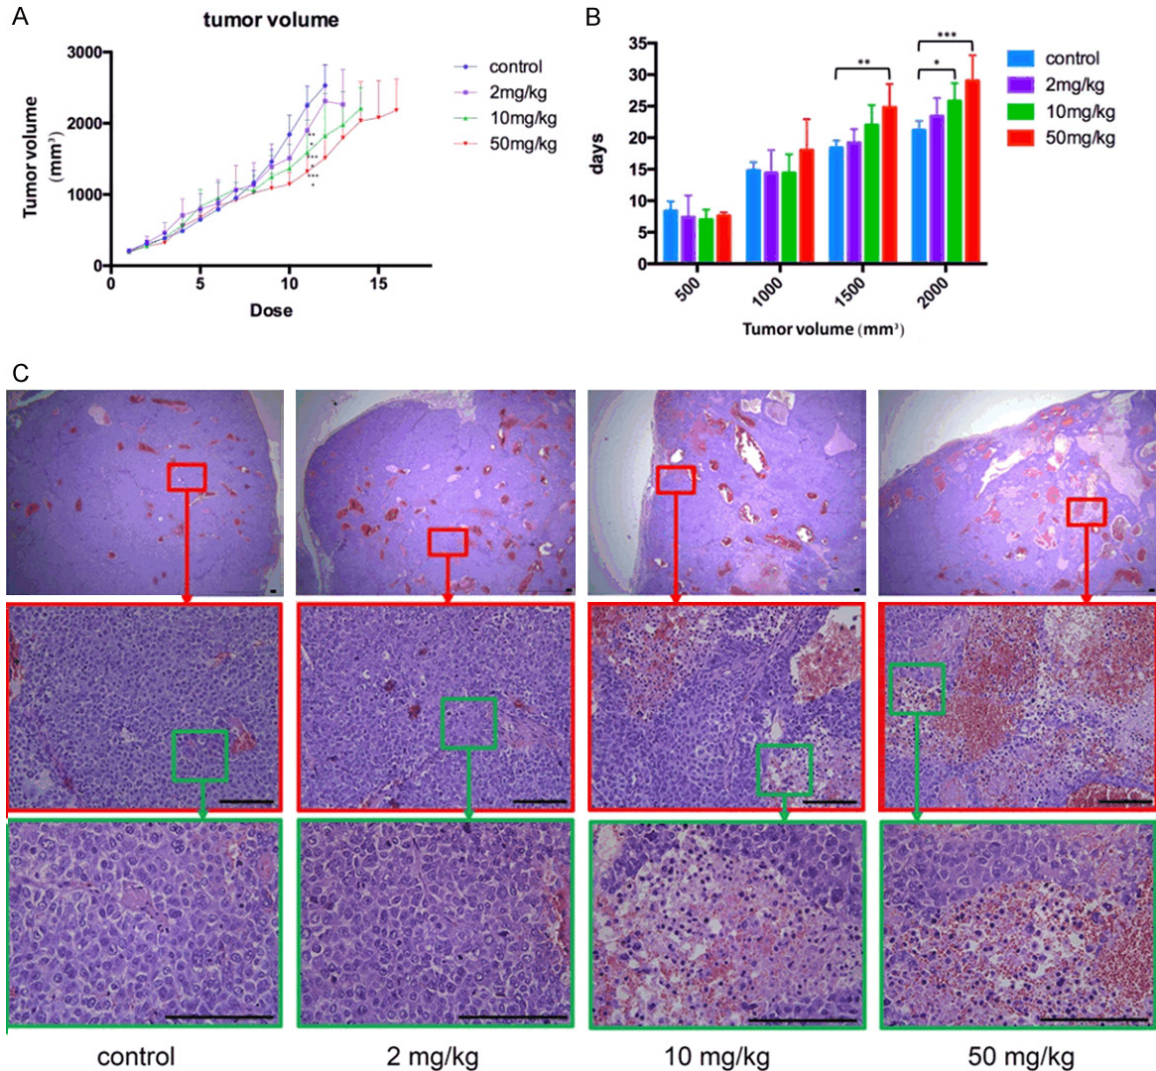 A
tumor volume
3000
2000
1000
0
Tumor volume
(mm³)
0
5
10
15
Dose
control
2mg/kg
10mg/kg
50mg/kg
**
*
***
*
***
*
B
35
30
25
20
15
10
5
0
days
**
***
*
500
1000
1500
2000
Tumor volume (mm³)
control
2mg/kg
10mg/kg
50mg/kg
C
control
2 mg/kg
10 mg/kg
50 mg/kg